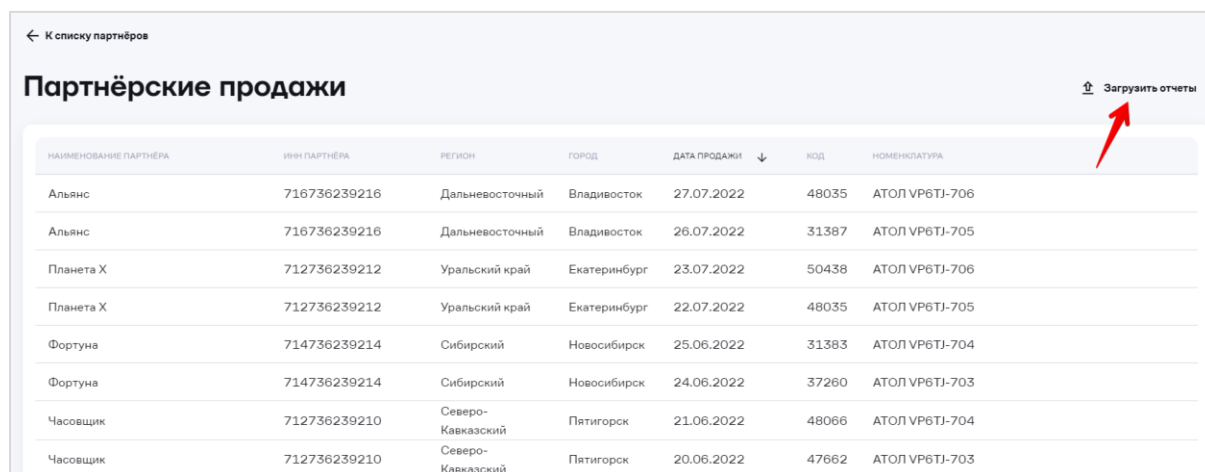 К списку партнёров
Партнёрские продажи
Загрузить отчеты
НАИМЕНОВАНИЕ ПАРТНЁРА ИНН ПАРТНЁРА РЕГИОН ГОРОД ДАТА ПРОДАЖИ КОД НОМЕНКЛАТУРА
Альянс 716736239216 Дальневосточный Владивосток 27.07.2022 48035 АТОЛ VP6TJ-706
Альянс 716736239216 Дальневосточный Владивосток 26.07.2022 31387 АТОЛ VP6TJ-705
Планета X 712736239212 Уральский край Екатеринбург 23.07.2022 50438 АТОЛ VP6TJ-706
Планета X 712736239212 Уральский край Екатеринбург 22.07.2022 48035 АТОЛ VP6TJ-705
Фортуна 714736239214 Сибирский Новосибирск 25.06.2022 31383 АТОЛ VP6TJ-704
Фортуна 714736239214 Сибирский Новосибирск 24.06.2022 37260 АТОЛ VP6TJ-703
Часовщик 712736239210 Северо-
Кавказский Пятигорск 21.06.2022 48066 АТОЛ VP6TJ-704
Часовщик 712736239210 Северо-
Кавказский Пятигорск 20.06.2022 47662 АТОЛ VP6TJ-703